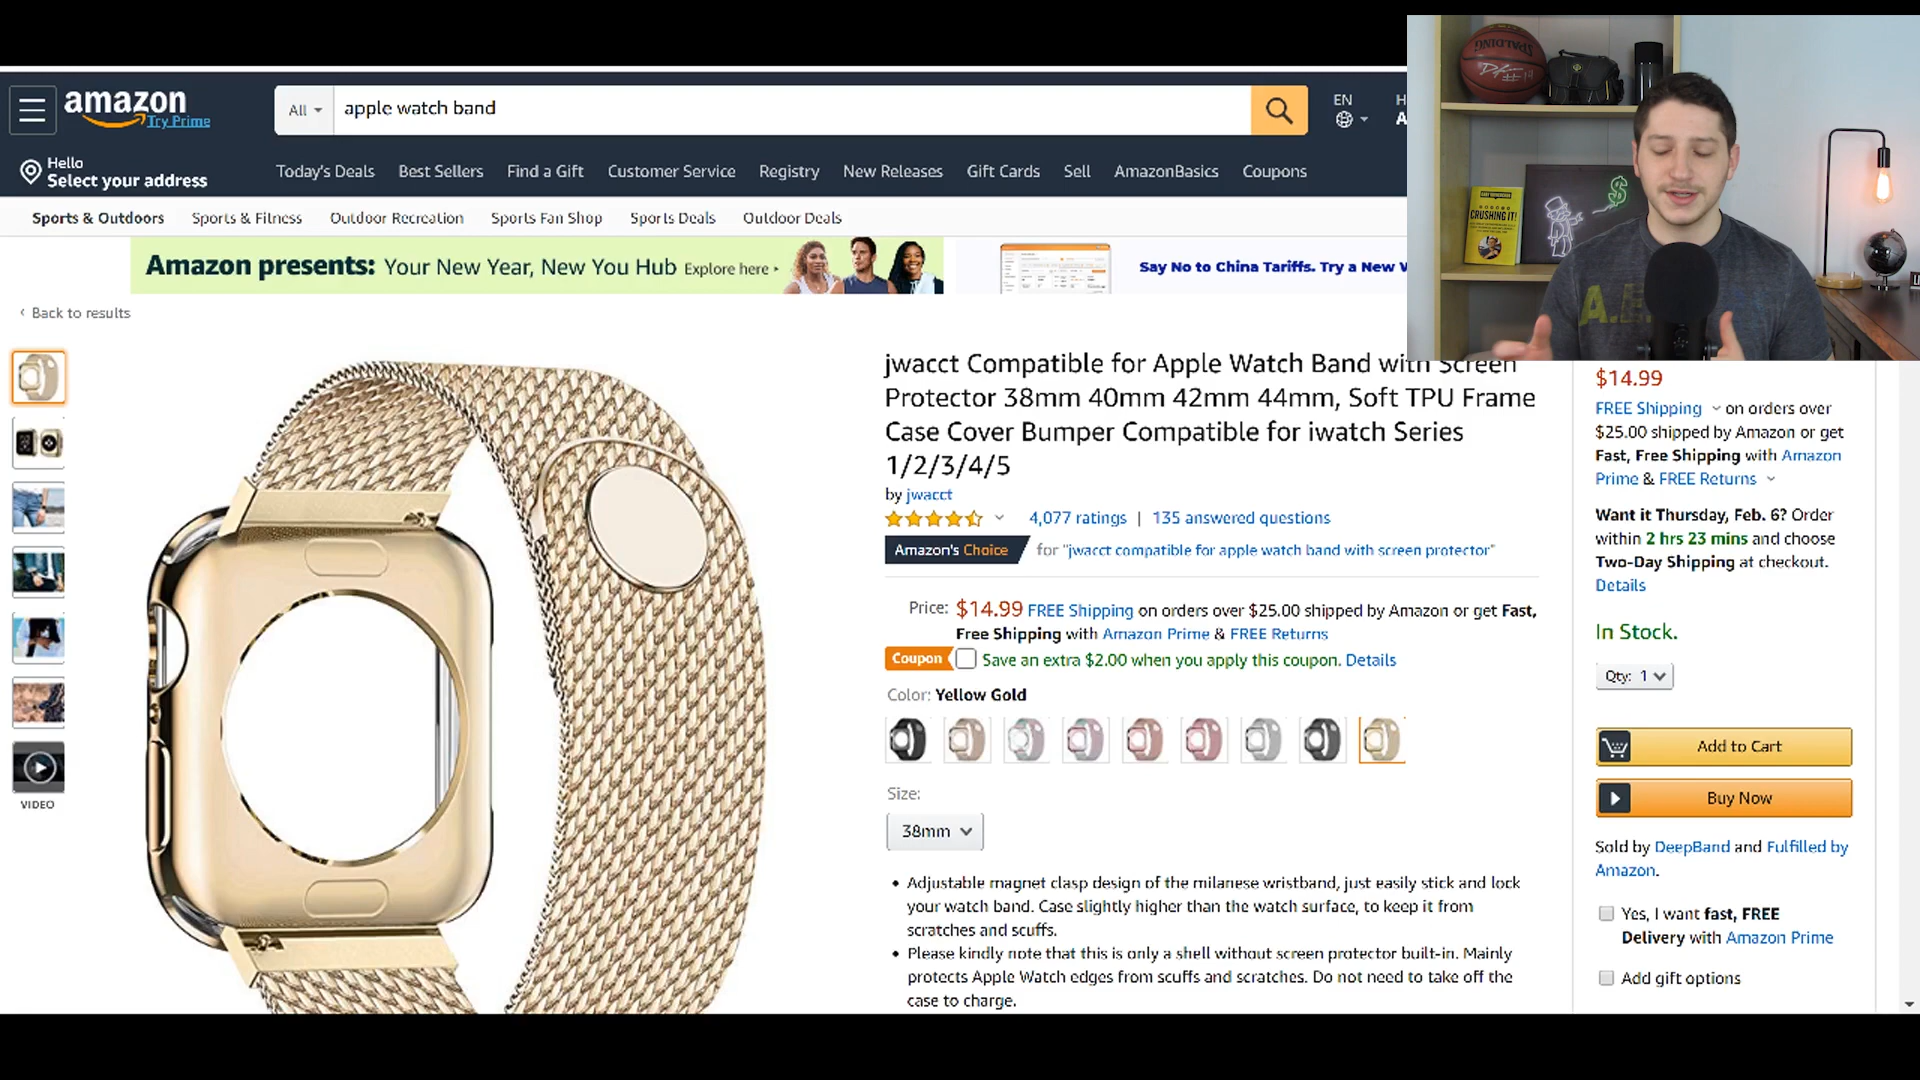 amazon
Try Prime
All
apple watch band
EN
Hello
Select your address
Today's Deals
Best Sellers
Find a Gift
Customer Service
Registry
New Releases
Gift Cards
Sell
AmazonBasics
Coupons
Sports & Outdoors
Sports & Fitness
Outdoor Recreation
Sports Fan Shop
Sports Deals
Outdoor Deals
Amazon presents: Your New Year, New You Hub Explore here ▸
Say No to China Tariffs. Try a New
‹ Back to results
SPALDING
CRUSHING IT!
$
jwacct Compatible for Apple Watch Band with Screen
Protector 38mm 40mm 42mm 44mm, Soft TPU Frame
Case Cover Bumper Compatible for iwatch Series
1/2/3/4/5
by jwacct
4,077 ratings | 135 answered questions
Amazon's Choice for "jwacct compatible for apple watch band with screen protector"
Price: $14.99 FREE Shipping on orders over $25.00 shipped by Amazon or get Fast,
Free Shipping with Amazon Prime & FREE Returns
Coupon Save an extra $2.00 when you apply this coupon. Details
Color: Yellow Gold
Size:
38mm
• Adjustable magnet clasp design of the milanese wristband, just easily stick and lock
your watch band. Case slightly higher than the watch surface, to keep it from
scratches and scuffs.
• Please kindly note that this is only a shell without screen protector built-in. Mainly
protects Apple Watch edges from scuffs and scratches. Do not need to take off the
case to charge.
VIDEO
$14.99
FREE Shipping on orders over
$25.00 shipped by Amazon or get
Fast, Free Shipping with Amazon
Prime & FREE Returns
Want it Thursday, Feb. 6? Order
within 2 hrs 23 mins and choose
Two-Day Shipping at checkout.
Details
In Stock.
Qty: 1
Add to Cart
Buy Now
Sold by DeepBand and Fulfilled by
Amazon.
Yes, I want fast, FREE
Delivery with Amazon Prime
Add gift options